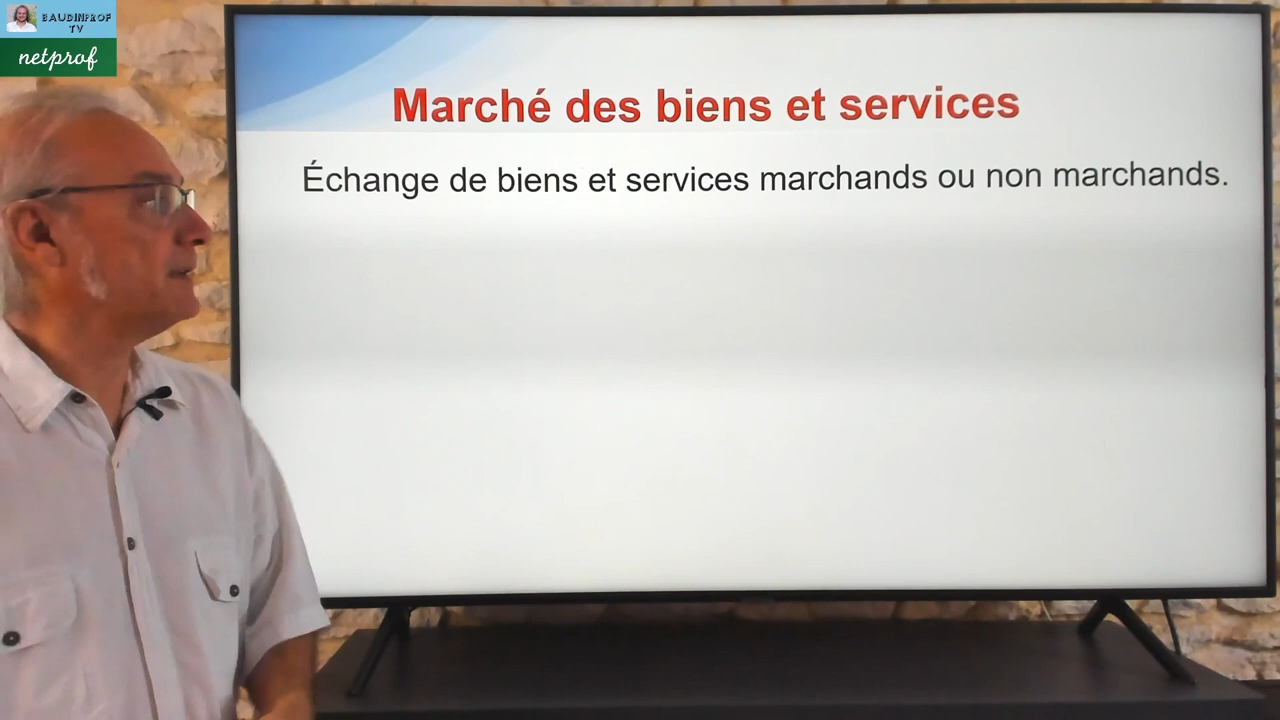 BAUDINPROF
TV
netprof
Marché des biens et services
Échange de biens et services marchands ou non marchands.